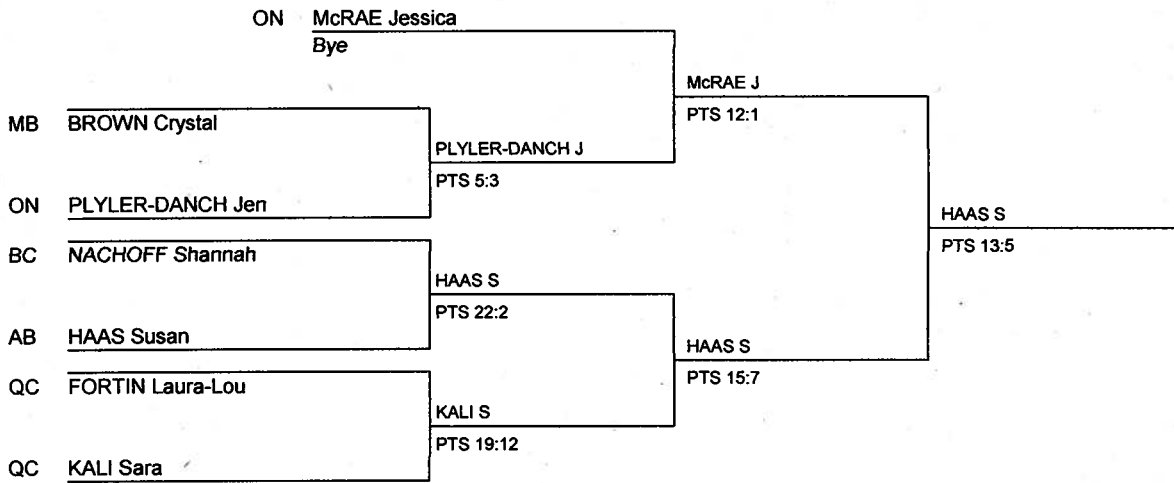 ON McRAE Jessica
Bye
McRAE J
PTS 12:1
MB BROWN Crystal
PLYLER-DANCH J
PTS 5:3
ON PLYLER-DANCH Jen
HAAS S
PTS 13:5
BC NACHOFF Shannah
HAAS S
PTS 22:2
AB HAAS Susan
HAAS S
PTS 15:7
QC FORTIN Laura-Lou
KALI S
PTS 19:12
QC KALI Sara